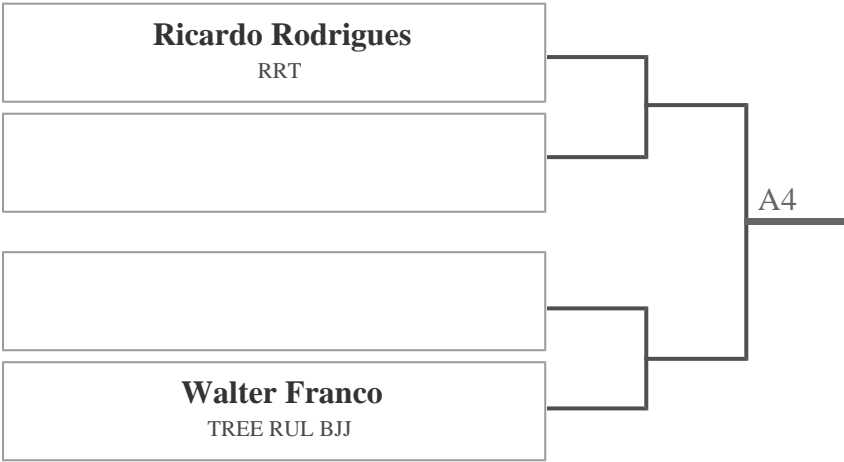 Ricardo Rodrigues
RRT
A4
Walter Franco
TREE RUL BJJ